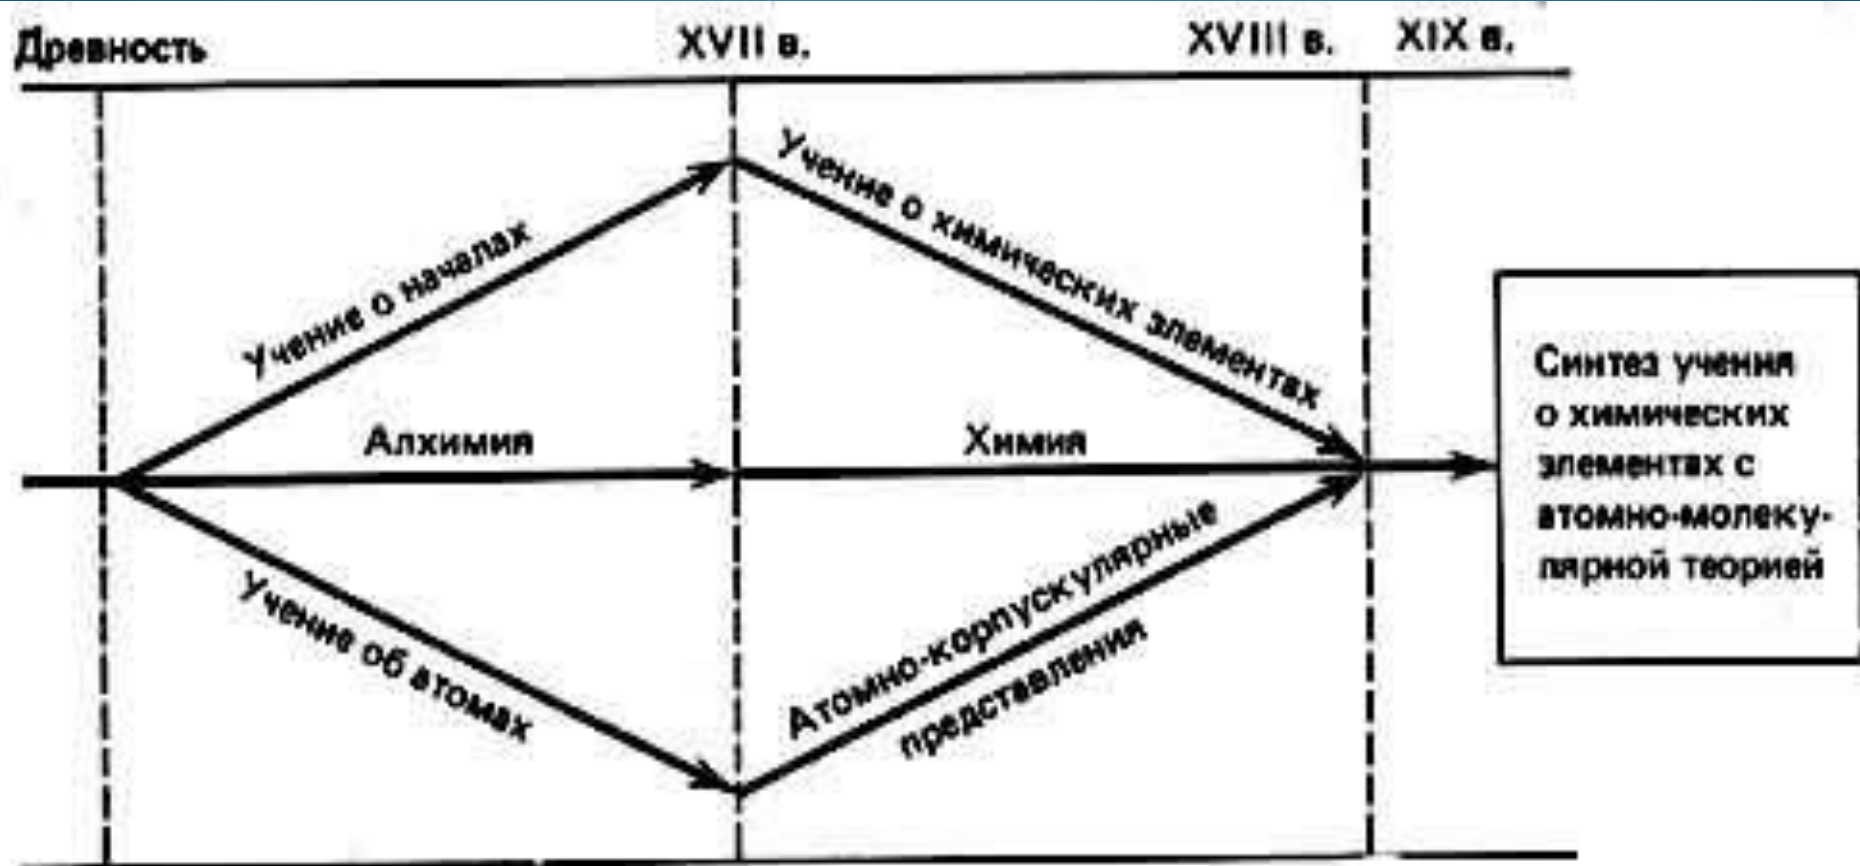 Древность
XVII в.
XVIII в.
XIX в.
Учение о началах
Учение о химических элементах
Алхимия
Химия
Учение об атомах
Атомно-корпускулярные
представления
Синтез учения
о химических
элементах с
атомно-молеку-
лярной теорией